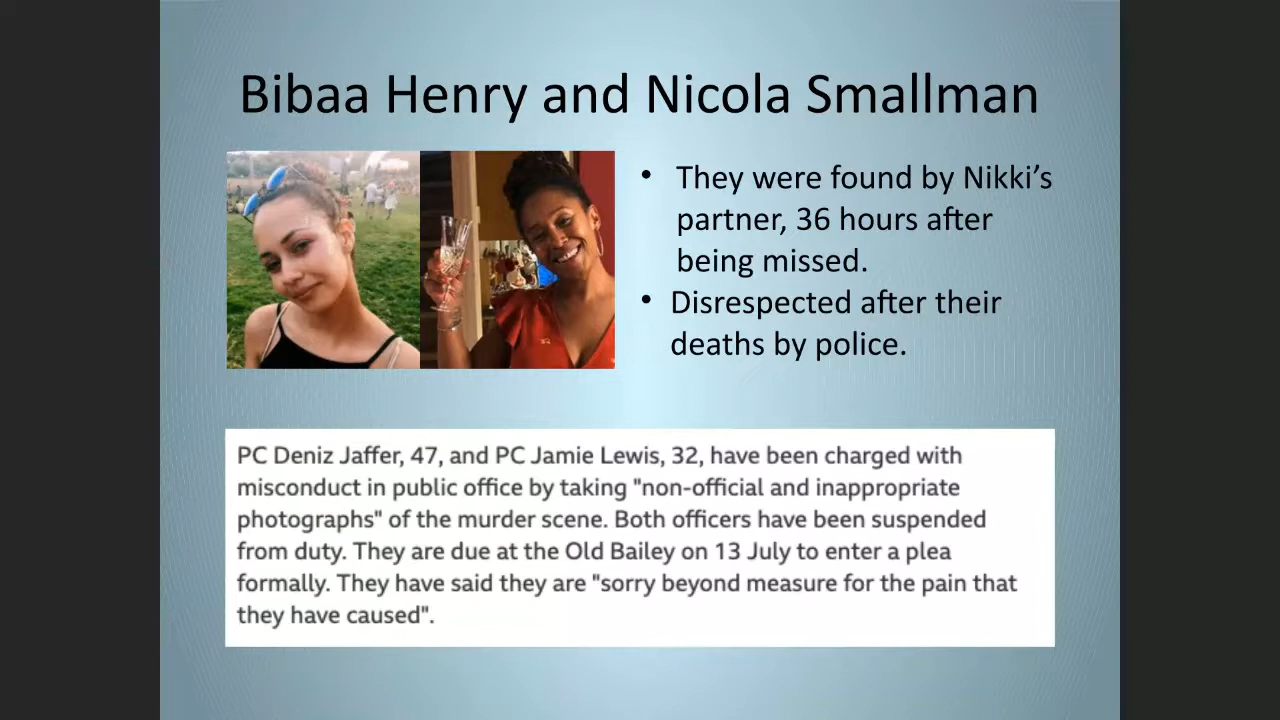 Bibaa Henry and Nicola Smallman
• They were found by Nikki’s
partner, 36 hours after
being missed.
• Disrespected after their
deaths by police.
PC Deniz Jaffer, 47, and PC Jamie Lewis, 32, have been charged with
misconduct in public office by taking "non-official and inappropriate
photographs" of the murder scene. Both officers have been suspended
from duty. They are due at the Old Bailey on 13 July to enter a plea
formally. They have said they are "sorry beyond measure for the pain that
they have caused".